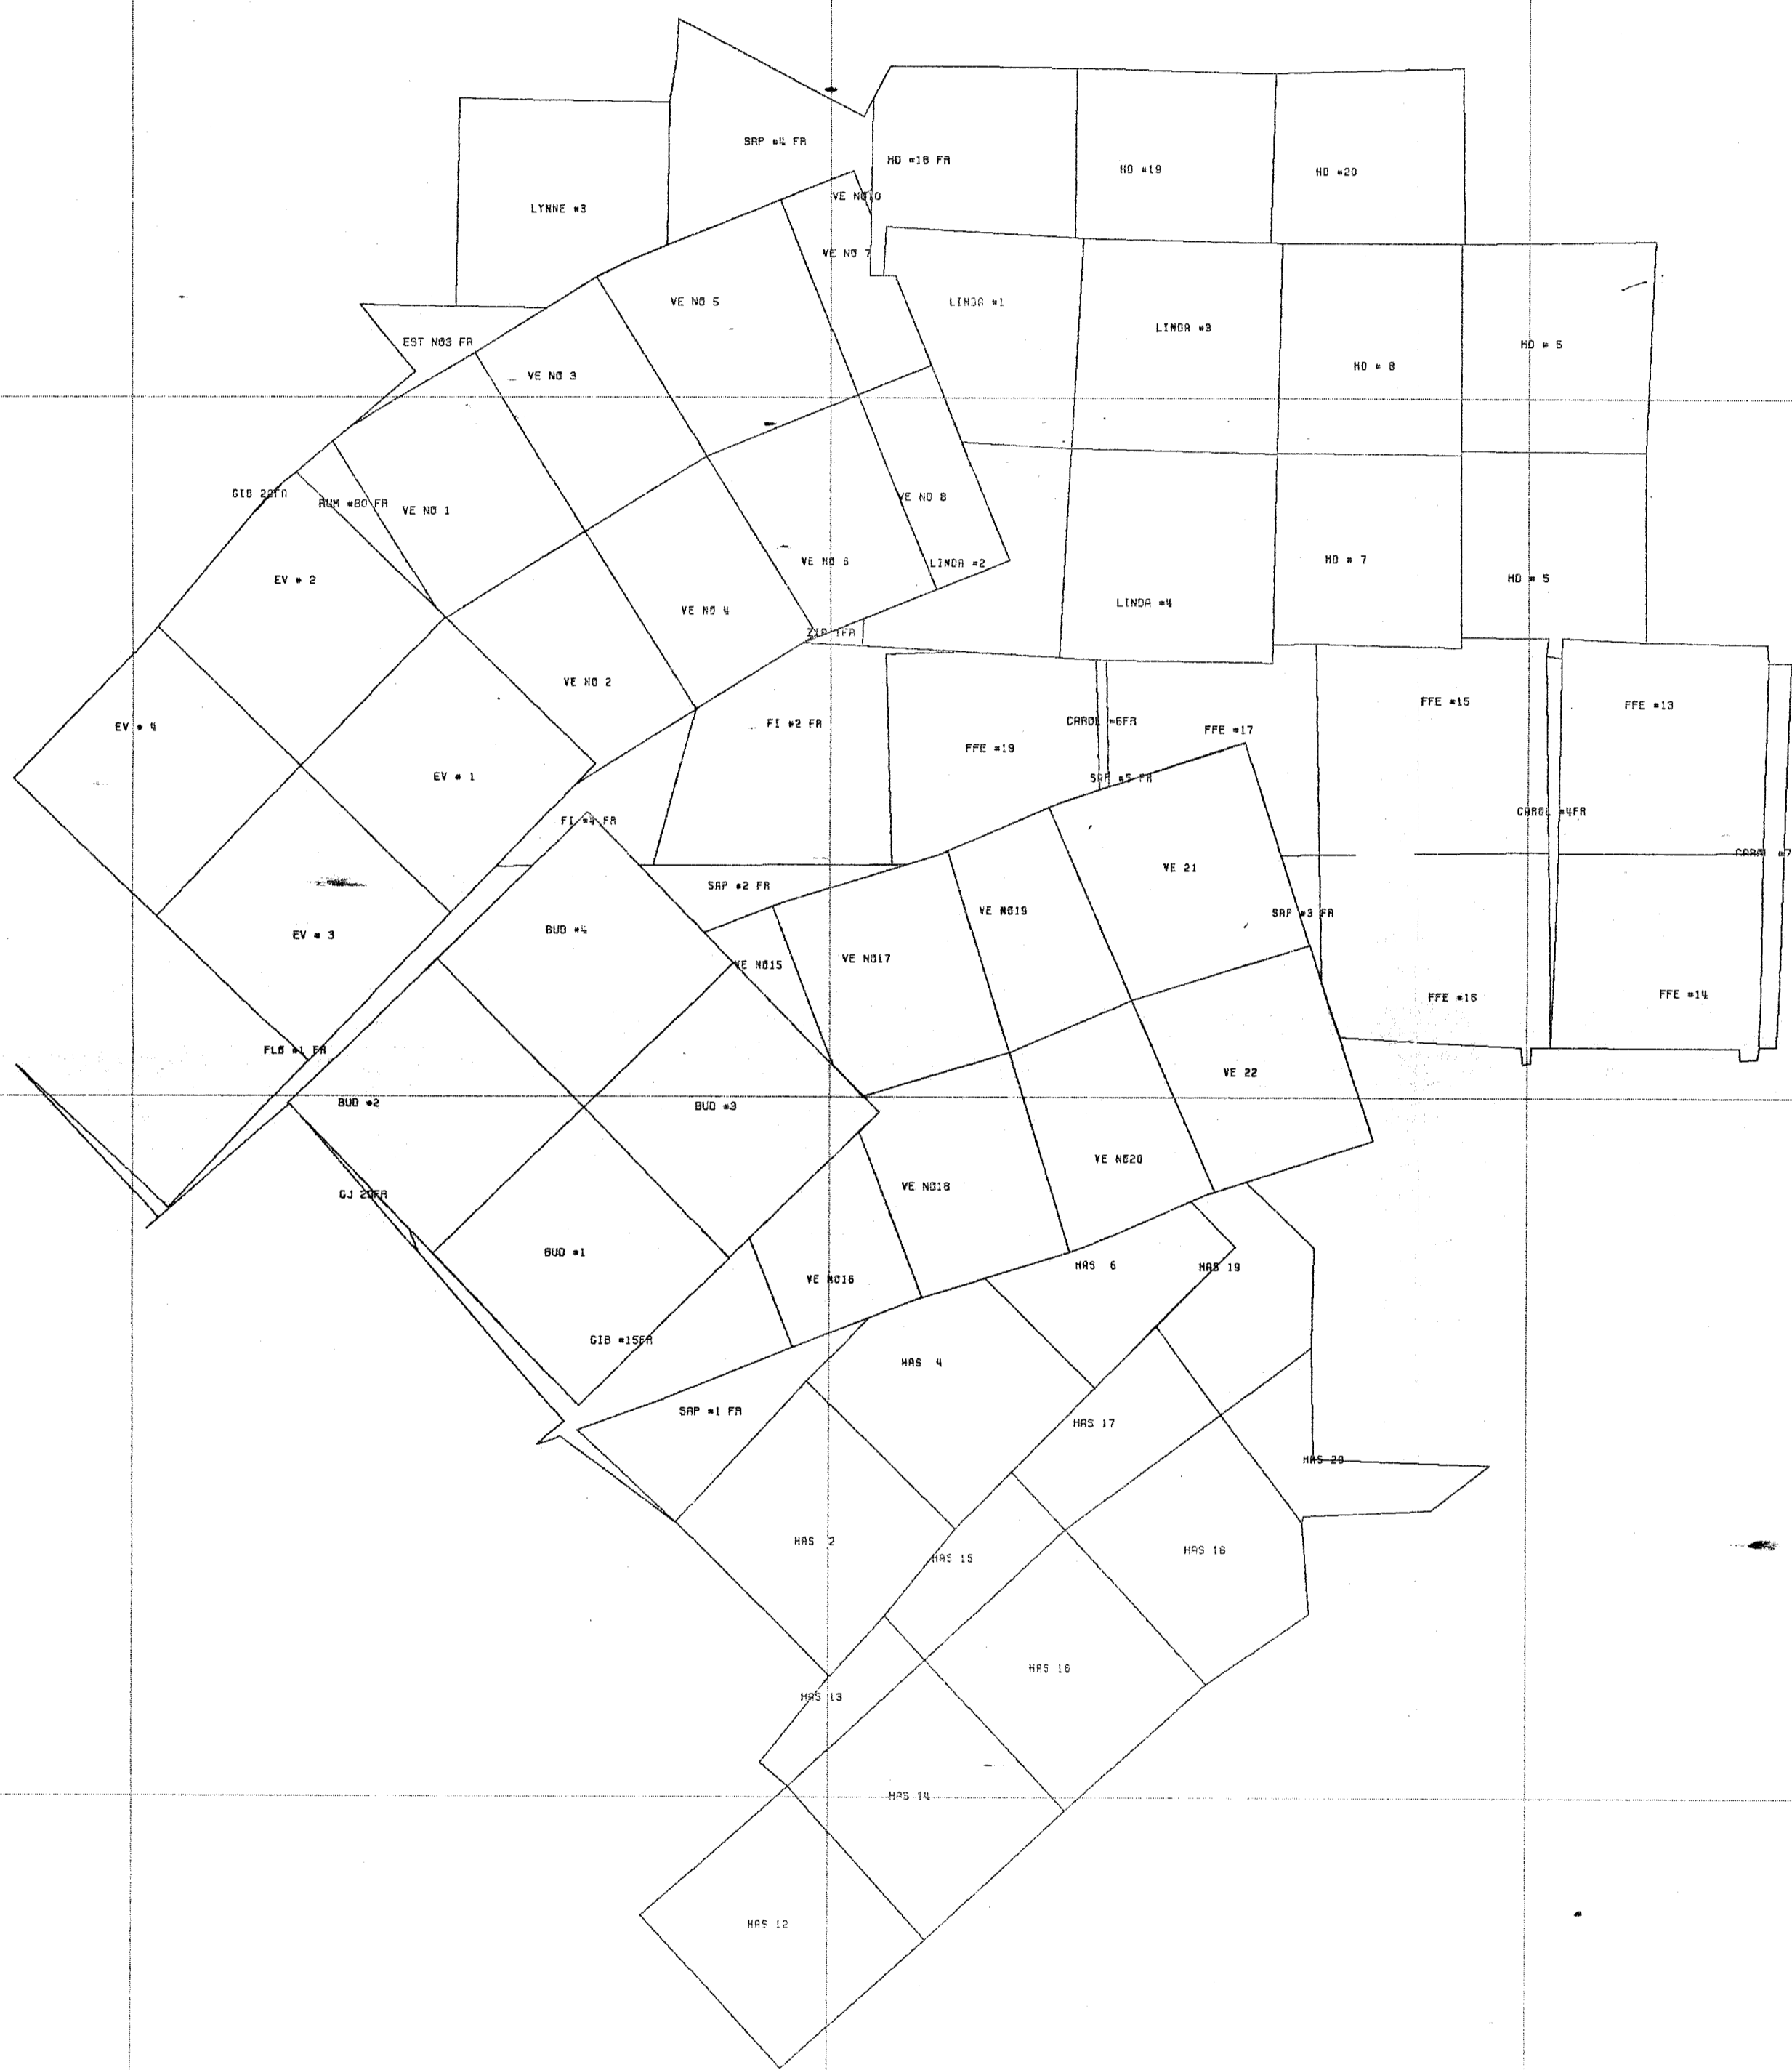 SAP #4 FR
HD #18 FR
HD #19
HD #20
VE NO10
LYNNE #3
VE NO 7
VE NO 5
LINDA #1
LINDA #3
EST NO3 FR
HD # 6
HD # 8
VE NO 3
GIB 22FR
RUM #80 FR
VE NO 1
VE NO 8
EV # 2
VE NO 6
LINDA #2
HD # 7
HD # 5
VE NO 4
LINDA #4
ZIP 1FR
VE NO 2
FFE #15
FFE #13
EV # 4
FI #2 FR
CAROL #6FR
FFE #17
FFE #19
EV # 1
SAP #5 FR
FI #4 FR
CAROL #4FR
CAROL #7
VE 21
SAP #2 FR
VE NO19
SAP #3 FR
EV # 3
BUD #4
VE NO15
VE NO17
FFE #16
FFE #14
FLO #1 FR
VE 22
BUD #2
BUD #3
VE NO20
GJ 29FR
VE NO18
BUD #1
HAS 6
HAS 19
VE NO16
GIB #15FR
HAS 4
SAP #1 FR
HAS 17
HAS 20
HAS 2
HAS 15
HAS 18
HAS 16
HAS 13
HAS 14
HAS 12